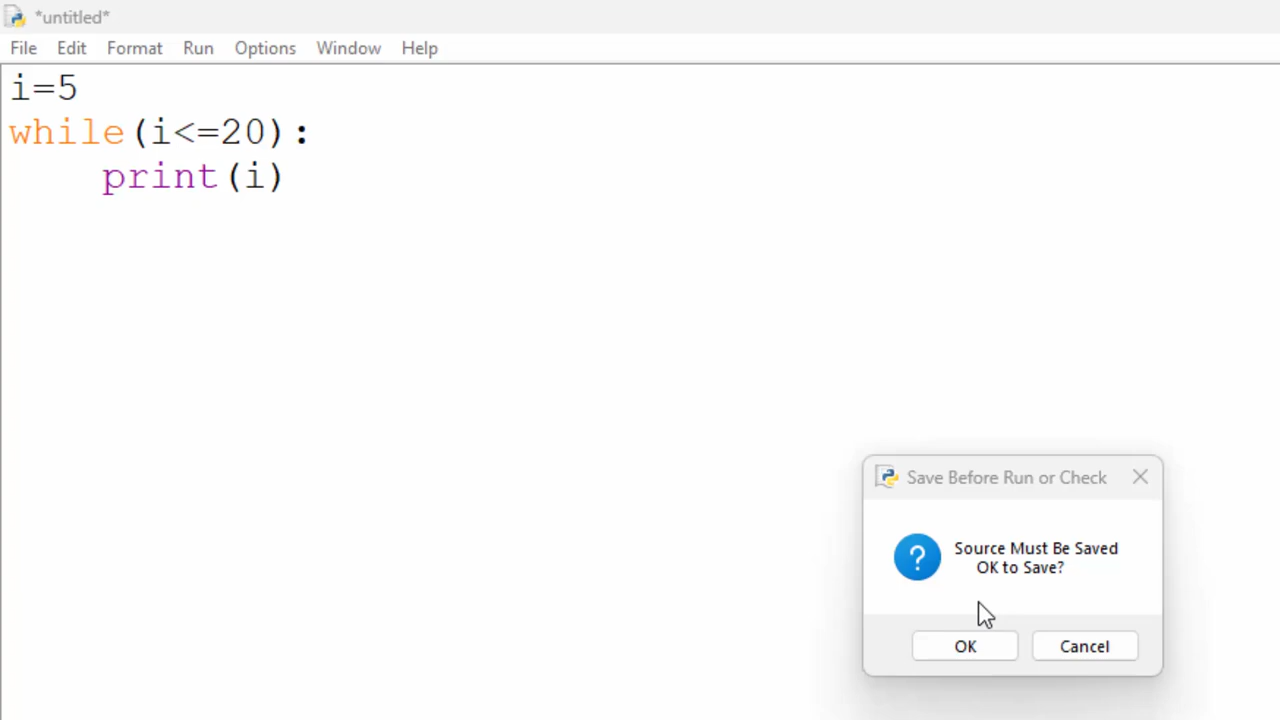 *untitled*
File Edit Format Run Options Window Help
i=5
while(i<=20):
    print(i)
Save Before Run or Check
Source Must Be Saved
OK to Save?
OK Cancel